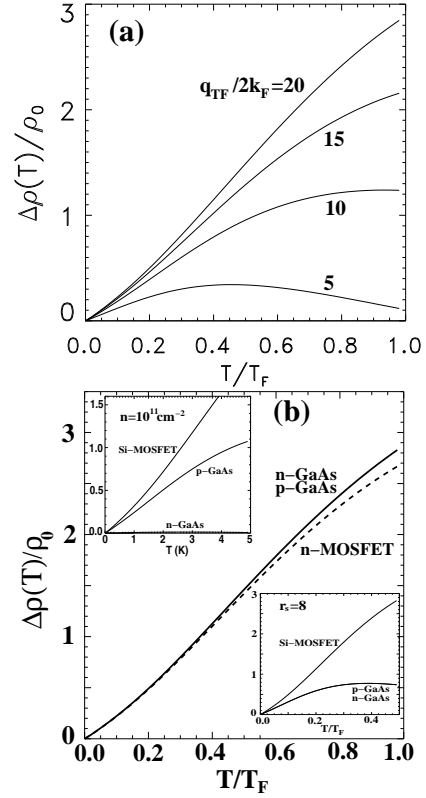 3
(a)
q_TF/2k_F=20
15
2
10
1
5
0
Δρ(T)/ρ_0
0.0 0.2 0.4 0.6 0.8 1.0
T/T_F
(b)
n=10^11cm^-2
1.5
Si−MOSFET
1.0
p−GaAs
0.5
n−GaAs
0.0
0 1 2 3 4 5
T (K)
3
n−GaAs
p−GaAs
n−MOSFET
2
Δρ(T)/ρ_0
1
r_s=8
3
Si−MOSFET
2
1
p−GaAs
n−GaAs
0
0.0 0.2 0.4
T/T_F
0
0.0 0.2 0.4 0.6 0.8 1.0
T/T_F